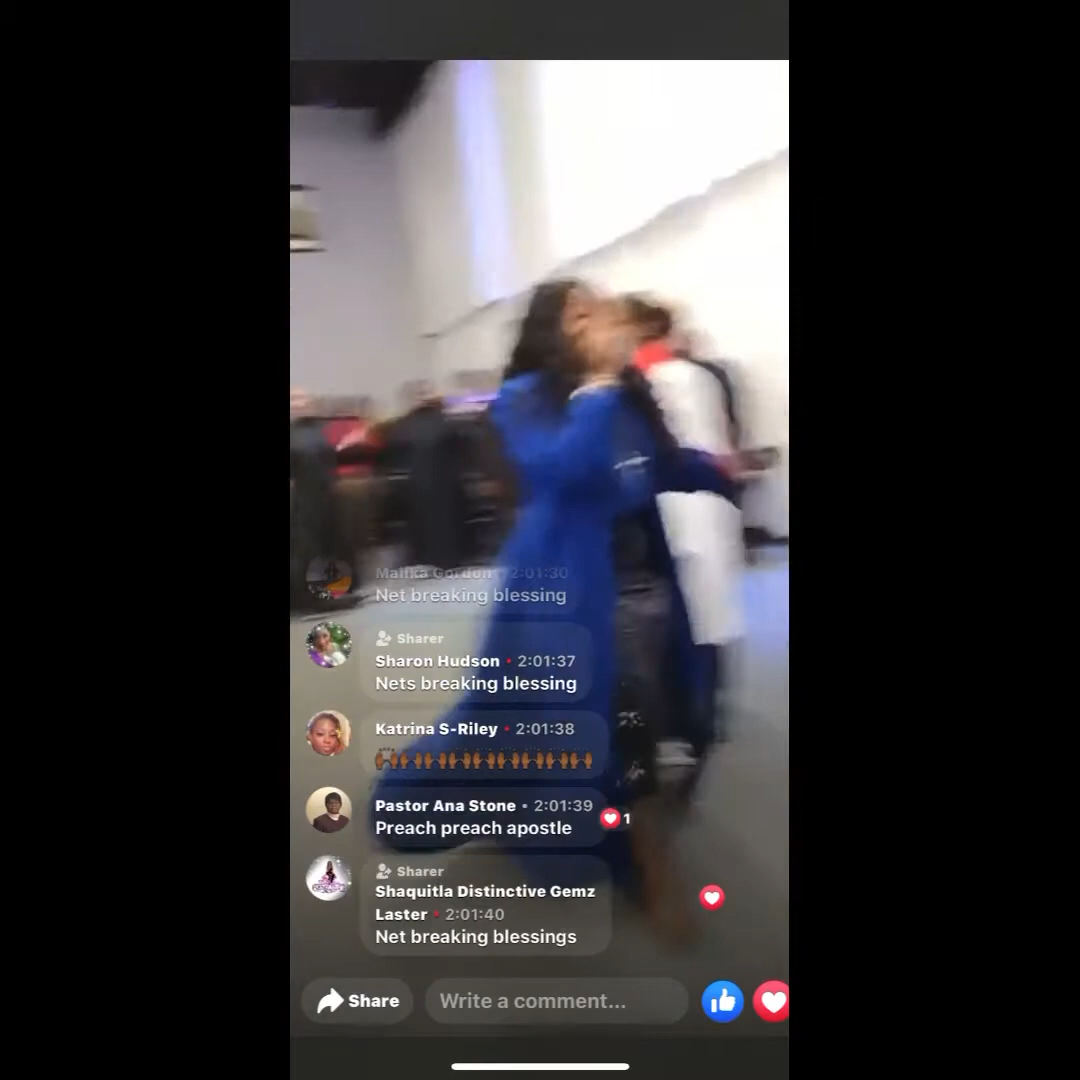 Malika Gordon • 2:01:30
Net breaking blessing
Sharer
Sharon Hudson • 2:01:37
Nets breaking blessing
Katrina S-Riley • 2:01:38
🙌🏾🙌🏾🙌🏾🙌🏾🙌🏾🙌🏾🙌🏾🙌🏾🙌🏾
Pastor Ana Stone • 2:01:39
Preach preach apostle
1
Sharer
Shaquitla Distinctive Gemz
Laster • 2:01:40
Net breaking blessings
Share
Write a comment...